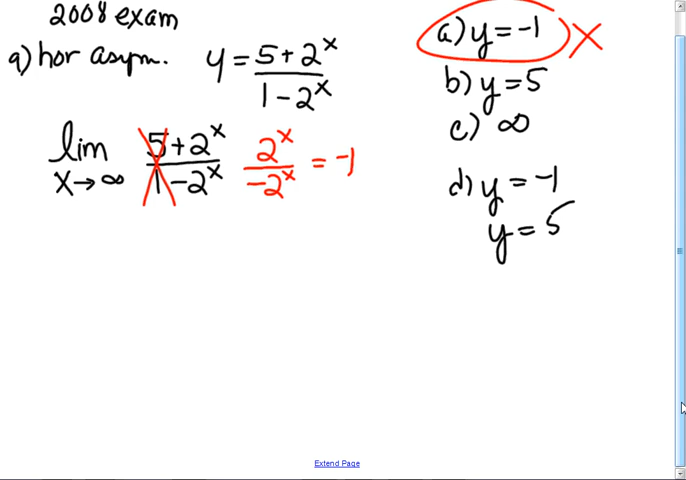 2008 exam
9) hor asym. y = 5 + 2^x / 1 - 2^x
lim x→∞ 5 + 2^x / 1 - 2^x 2^x / -2^x = -1
a) y = -1 X
b) y = 5
c) ∞
d) y = -1
y = 5
Extend Page